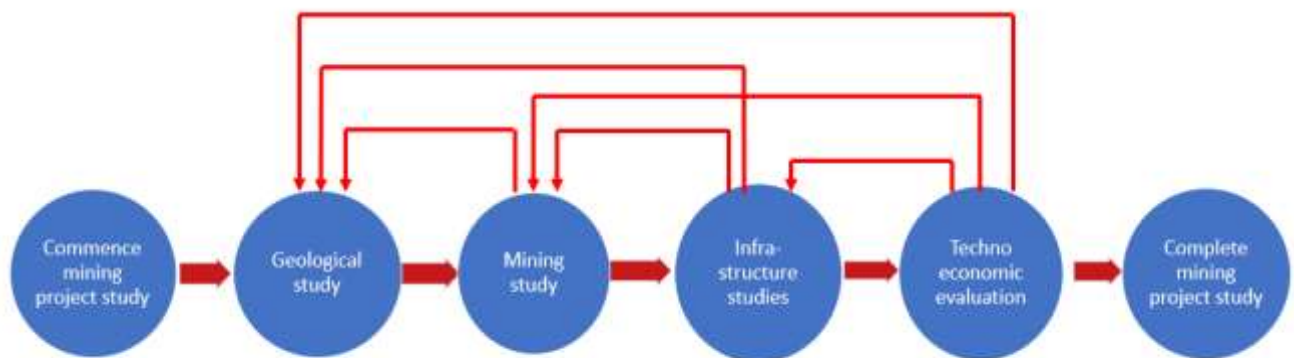 Commence
mining
project study
Geological
study
Mining
study
Infra-
structure
studies
Techno
economic
evaluation
Complete
mining
project study